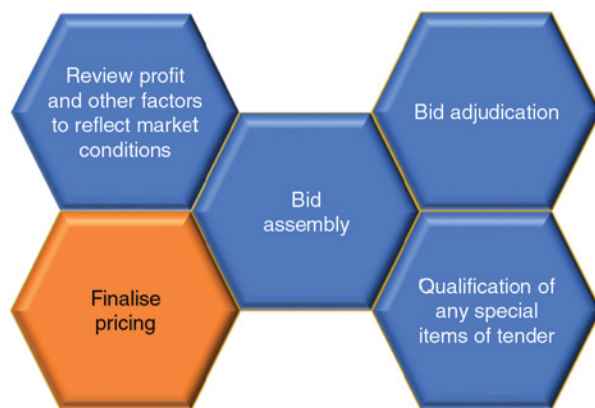 Review profit
and other factors
to reflect market
conditions
Bid adjudication
Bid
assembly
Finalise
pricing
Qualification of
any special
items of tender